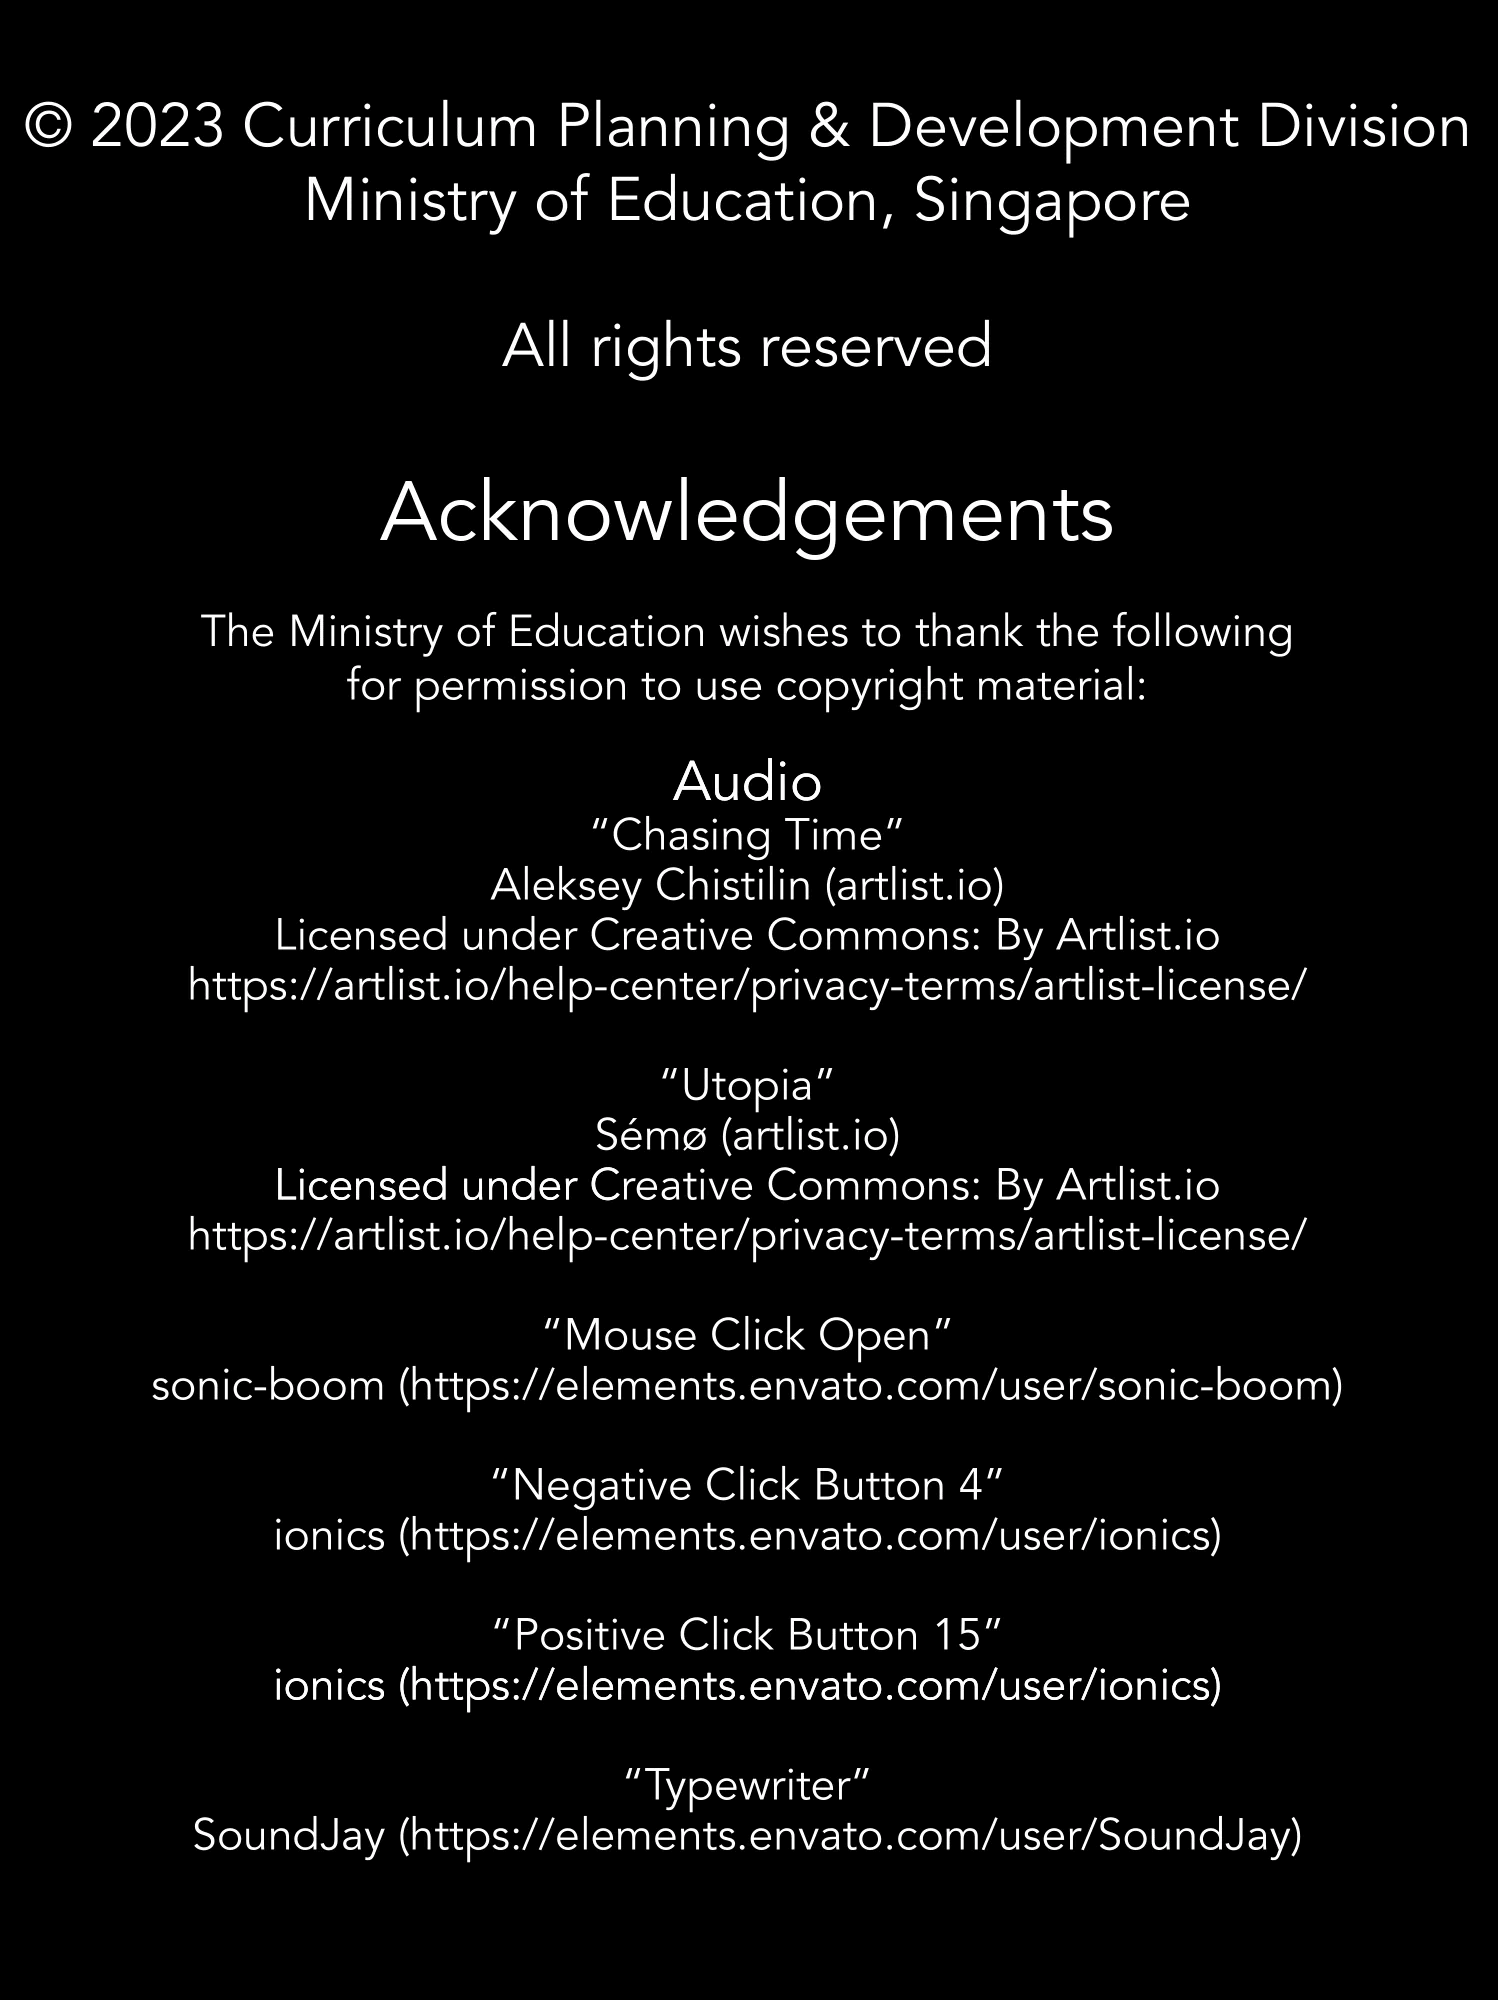 © 2023 Curriculum Planning & Development Division
Ministry of Education, Singapore
All rights reserved
Acknowledgements
The Ministry of Education wishes to thank the following
for permission to use copyright material:
Audio
“Chasing Time”
Aleksey Chistilin (artlist.io)
Licensed under Creative Commons: By Artlist.io
https://artlist.io/help-center/privacy-terms/artlist-license/
“Utopia”
Sémø (artlist.io)
Licensed under Creative Commons: By Artlist.io
https://artlist.io/help-center/privacy-terms/artlist-license/
“Mouse Click Open”
sonic-boom (https://elements.envato.com/user/sonic-boom)
“Negative Click Button 4”
ionics (https://elements.envato.com/user/ionics)
“Positive Click Button 15”
ionics (https://elements.envato.com/user/ionics)
“Typewriter”
SoundJay (https://elements.envato.com/user/SoundJay)